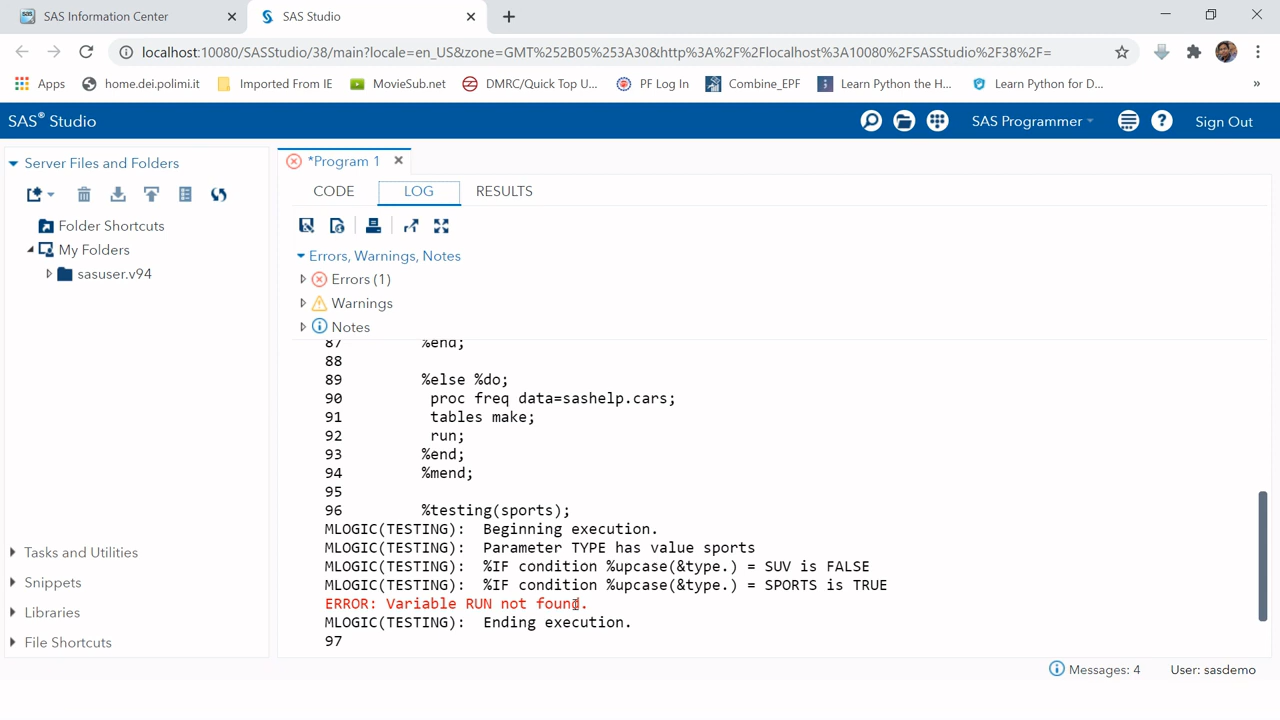 SAS Information Center
SAS Studio
localhost:10080/SASStudio/38/main?locale=en_US&zone=GMT%252B05%253A30&http%3A%2F%2Flocalhost%3A10080%2FSASStudio%2F38%2F=
Apps home.dei.polimi.it Imported From IE MovieSub.net DMRC/Quick Top U... PF Log In Combine_EPF Learn Python the H... Learn Python for D... »
SAS® Studio SAS Programmer Sign Out
Server Files and Folders
Folder Shortcuts
My Folders
sasuser.v94
Tasks and Utilities
Snippets
Libraries
File Shortcuts
*Program 1
CODE LOG RESULTS
Errors, Warnings, Notes
Errors (1)
Warnings
Notes
87 %end;
88
89 %else %do;
90 proc freq data=sashelp.cars;
91 tables make;
92 run;
93 %end;
94 %mend;
95
96 %testing(sports);
MLOGIC(TESTING): Beginning execution.
MLOGIC(TESTING): Parameter TYPE has value sports
MLOGIC(TESTING): %IF condition %upcase(&type.) = SUV is FALSE
MLOGIC(TESTING): %IF condition %upcase(&type.) = SPORTS is TRUE
ERROR: Variable RUN not found.
MLOGIC(TESTING): Ending execution.
97
Messages: 4 User: sasdemo